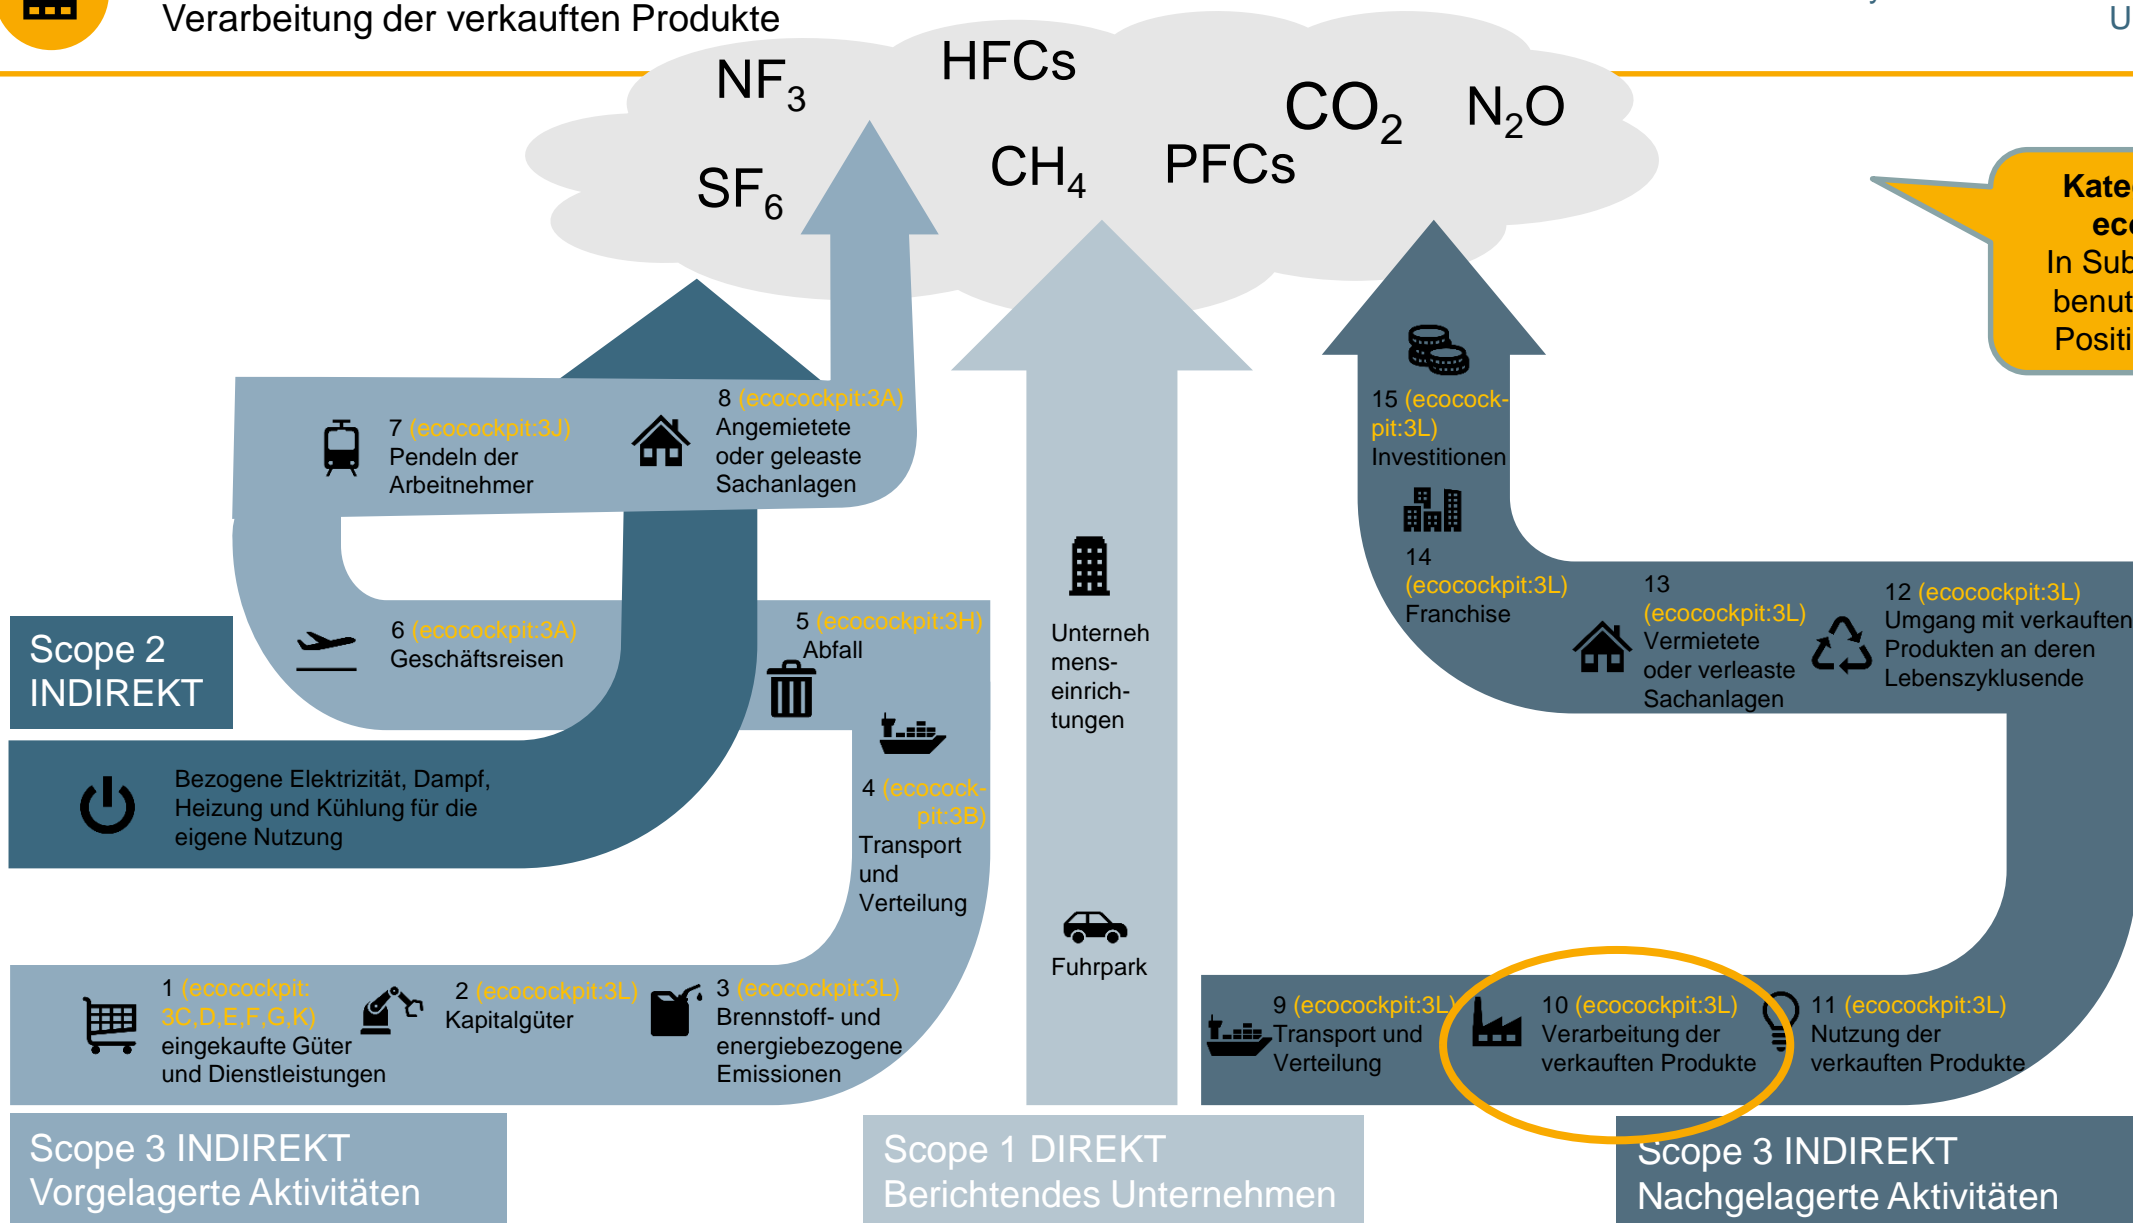 Verarbeitung der verkauften Produkte
U
NF3
HFCs
CO2
N2O
SF6
CH4
PFCs
In Sub
7 (ecocockpit:3J)
Pendeln der
Arbeitnehmer
8 (ecocockpit:3A)
Angemietete
oder geleaste
Sachanlagen
15 (ecocock-
pit:3L)
Investitionen
14
(ecocockpit:3L)
Franchise
13
(ecocockpit:3L)
Vermietete
oder verleaste
Sachanlagen
12 (ecocockpit:3L)
Umgang mit verkauften
Produkten an deren
Lebenszyklusende
Scope 2
INDIREKT
6 (ecocockpit:3A)
Geschäftsreisen
5 (ecocockpit:3H)
Abfall
Unterneh
mens-
einrich-
tungen
Bezogene Elektrizität, Dampf,
Heizung und Kühlung für die
eigene Nutzung
4 (ecocock-
pit:3B)
Transport
und
Verteilung
Fuhrpark
1 (ecocockpit:
3C,D,E,F,G,K)
eingekaufte Güter
und Dienstleistungen
2 (ecocockpit:3L)
Kapitalgüter
3 (ecocockpit:3L)
Brennstoff- und
energiebezogene
Emissionen
9 (ecocockpit:3L)
Transport und
Verteilung
10 (ecocockpit:3L)
Verarbeitung der
verkauften Produkte
11 (ecocockpit:3L)
Nutzung der
verkauften Produkte
Scope 3 INDIREKT
Vorgelagerte Aktivitäten
Scope 1 DIREKT
Berichtendes Unternehmen
Scope 3 INDIREKT
Nachgelagerte Aktivitäten